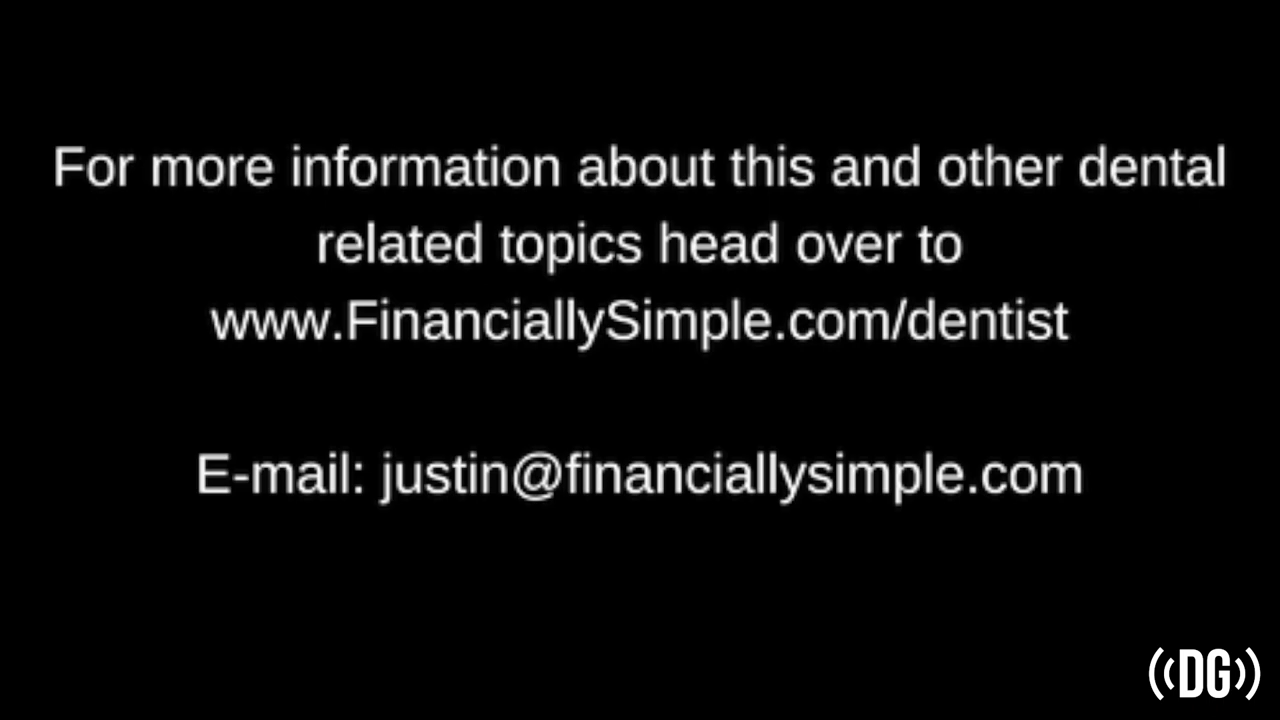 For more information about this and other dental
related topics head over to
www.FinanciallySimple.com/dentist
E-mail: justin@financiallysimple.com
((DG))